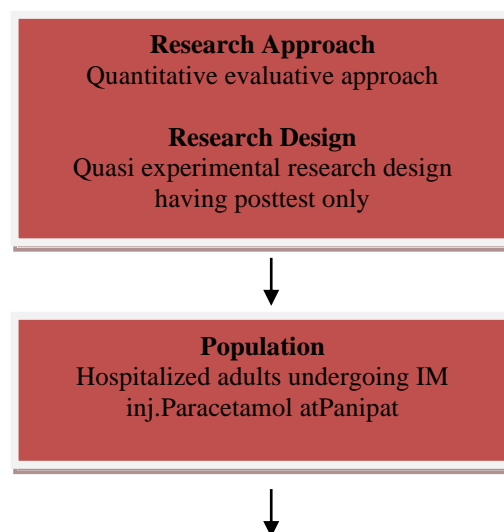 Research Approach
Quantitative evaluative approach
Research Design
Quasi experimental research design
having posttest only
Population
Hospitalized adults undergoing IM
inj.Paracetamol atPanipat